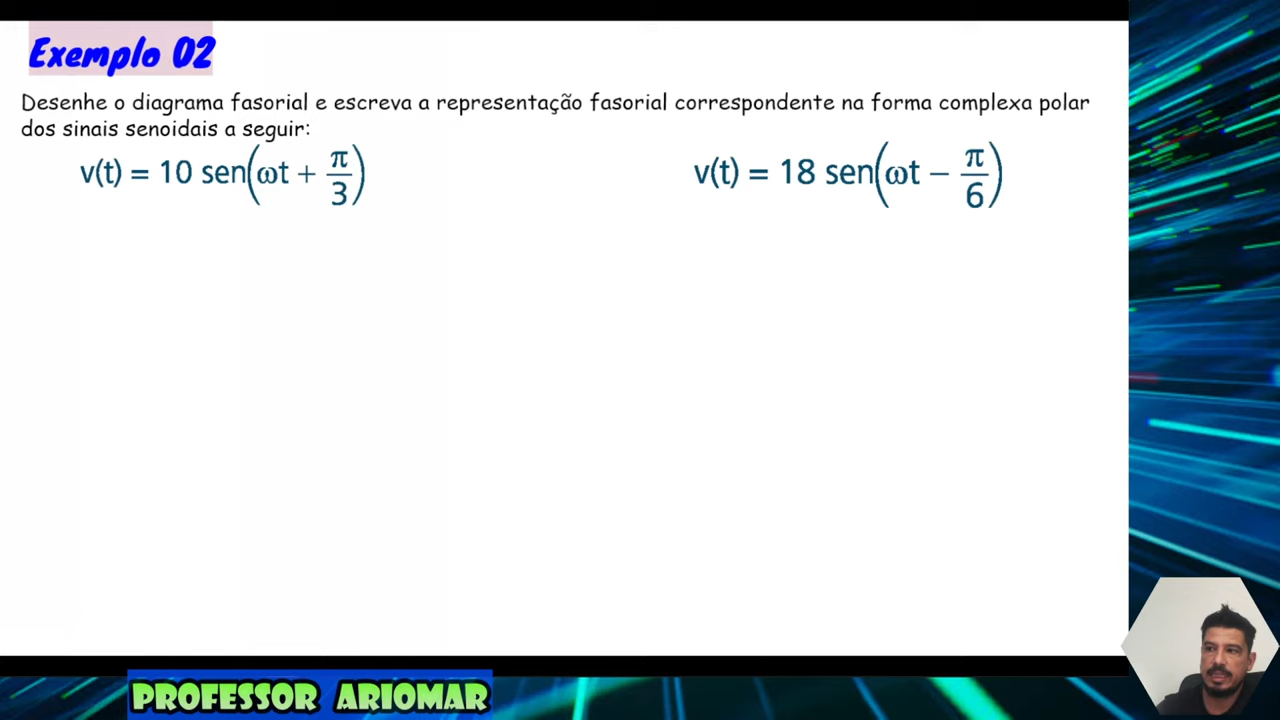 Exemplo 02
Desenhe o diagrama fasorial e escreva a representação fasorial correspondente na forma complexa polar
dos sinais senoidais a seguir:
v(t) = 10 sen(ωt + π/3)
v(t) = 18 sen(ωt − π/6)
PROFESSOR ARIOMAR